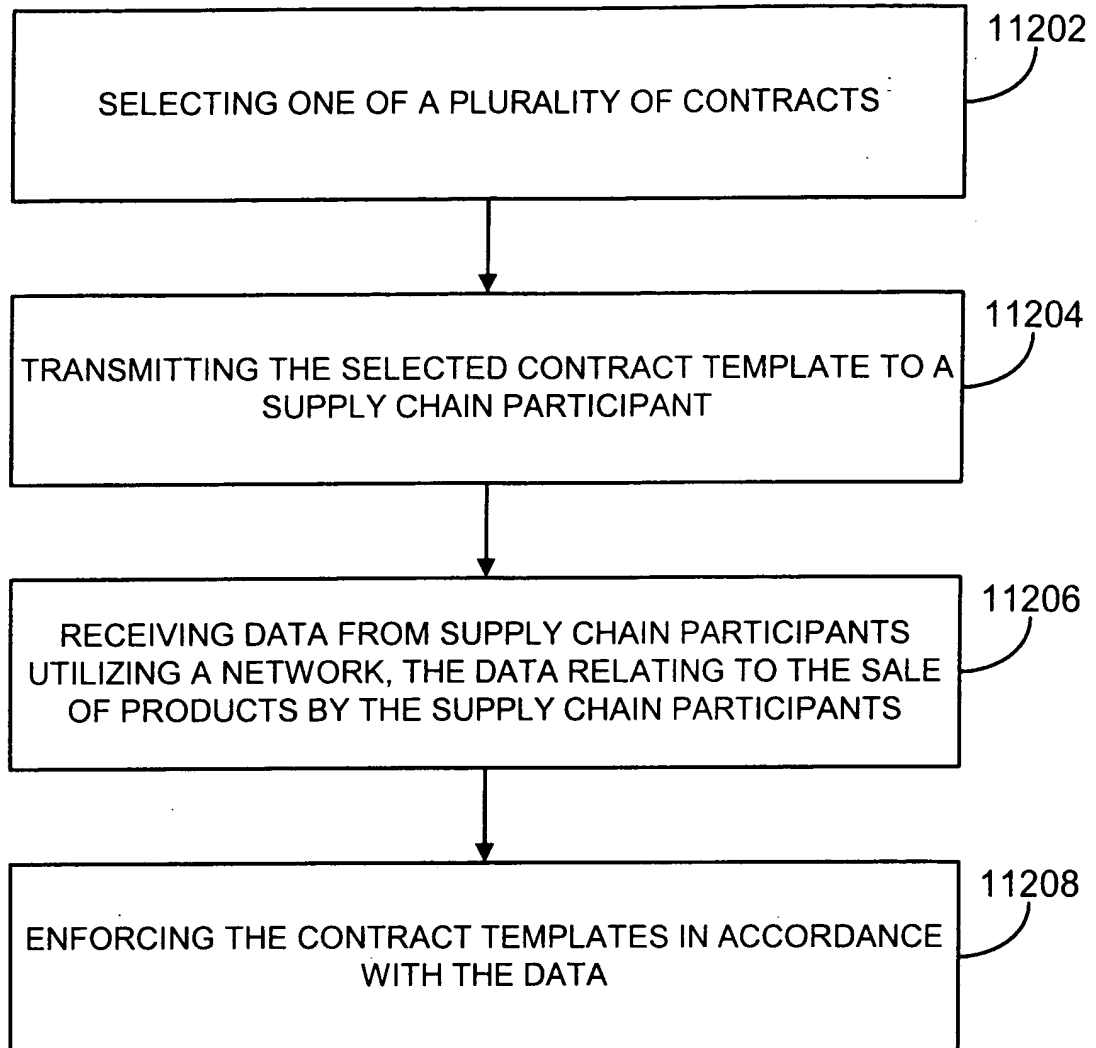 11202
SELECTING ONE OF A PLURALITY OF CONTRACTS
11204
TRANSMITTING THE SELECTED CONTRACT TEMPLATE TO A
SUPPLY CHAIN PARTICIPANT
11206
RECEIVING DATA FROM SUPPLY CHAIN PARTICIPANTS
UTILIZING A NETWORK, THE DATA RELATING TO THE SALE
OF PRODUCTS BY THE SUPPLY CHAIN PARTICIPANTS
11208
ENFORCING THE CONTRACT TEMPLATES IN ACCORDANCE
WITH THE DATA